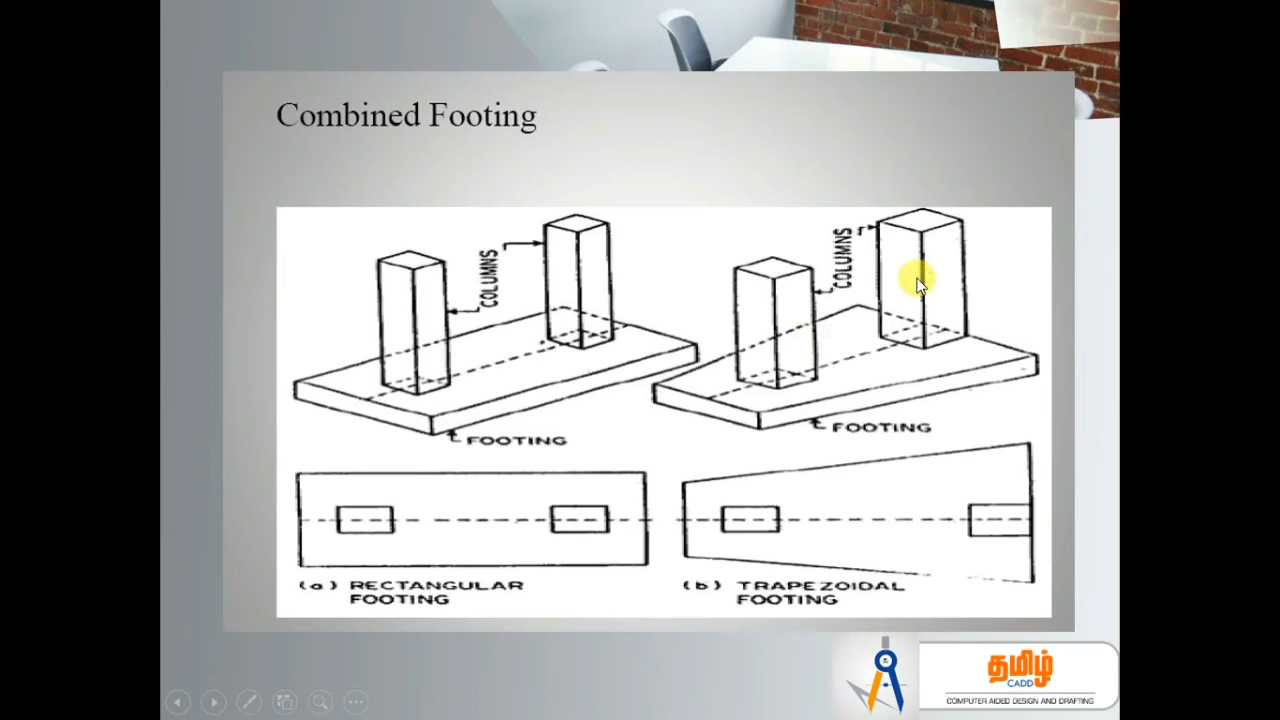 Combined Footing
COLUMNS
COLUMNS
FOOTING
FOOTING
(a) RECTANGULAR
FOOTING
(b) TRAPEZOIDAL
FOOTING
தமிழ்
CADD
COMPUTER AIDED DESIGN AND DRAFTING